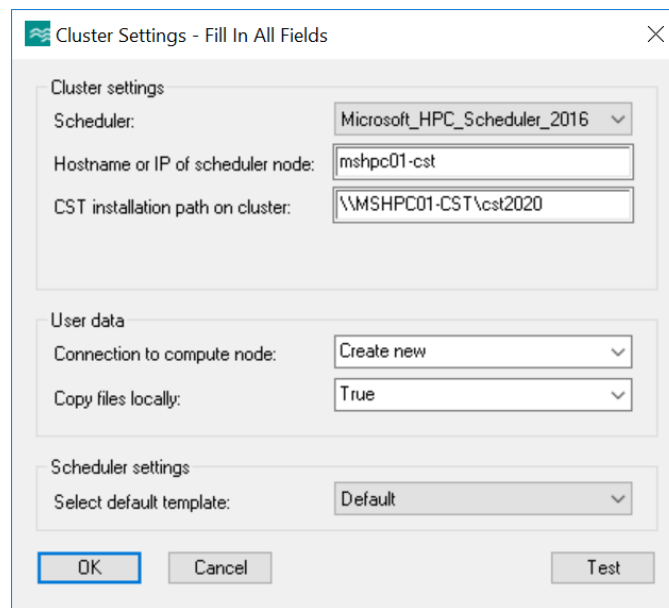 Cluster Settings - Fill In All Fields
Cluster settings
Scheduler: Microsoft_HPC_Scheduler_2016
Hostname or IP of scheduler node: mshpc01-cst
CST installation path on cluster: \\MSHPC01-CST\cst2020
User data
Connection to compute node: Create new
Copy files locally: True
Scheduler settings
Select default template: Default
OK Cancel Test